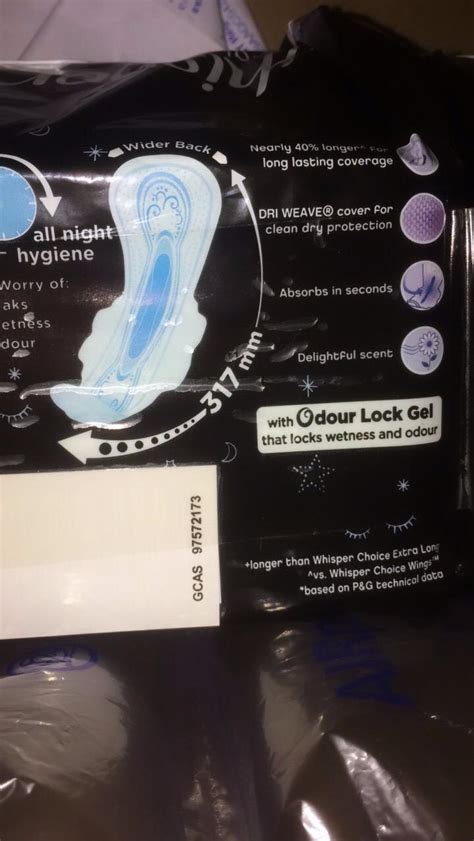 Wider Back
Nearly 40% longer^ for
long lasting coverage
DRI WEAVE® cover for
clean dry protection
all night
hygiene
Worry of:
aks
etness
dour
Absorbs in seconds
Delightful scent
317 mm
with Odour Lock Gel
that locks wetness and odour
GCAS 97572173
+longer than Whisper Choice Extra Long
^vs. Whisper Choice Wings™
*based on P&G technical data